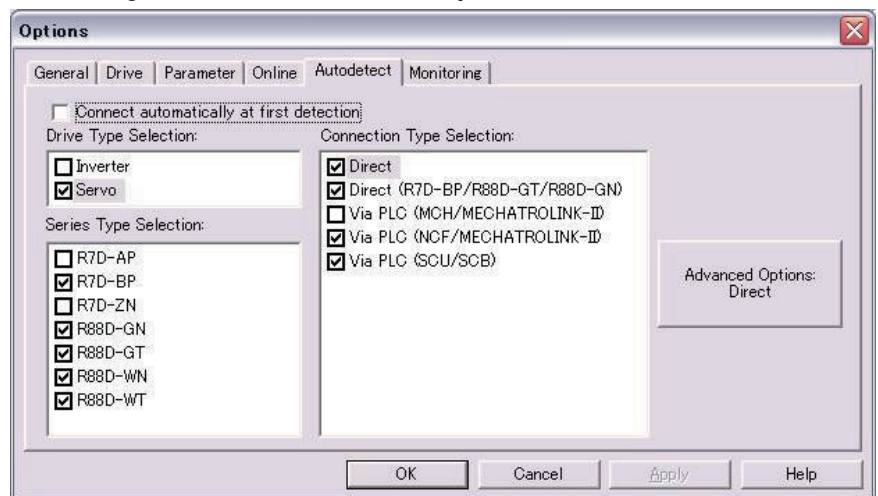 Options
General Drive Parameter Online Autodetect Monitoring
Connect automatically at first detection
Drive Type Selection:
Inverter
Servo
Series Type Selection:
R7D-AP
R7D-BP
R7D-ZN
R88D-GN
R88D-GT
R88D-WN
R88D-WT
Connection Type Selection:
Direct
Direct (R7D-BP/R88D-GT/R88D-GN)
Via PLC (MCH/MECHATROLINK-II)
Via PLC (NCF/MECHATROLINK-II)
Via PLC (SCU/SCB)
Advanced Options:
Direct
OK Cancel Apply Help